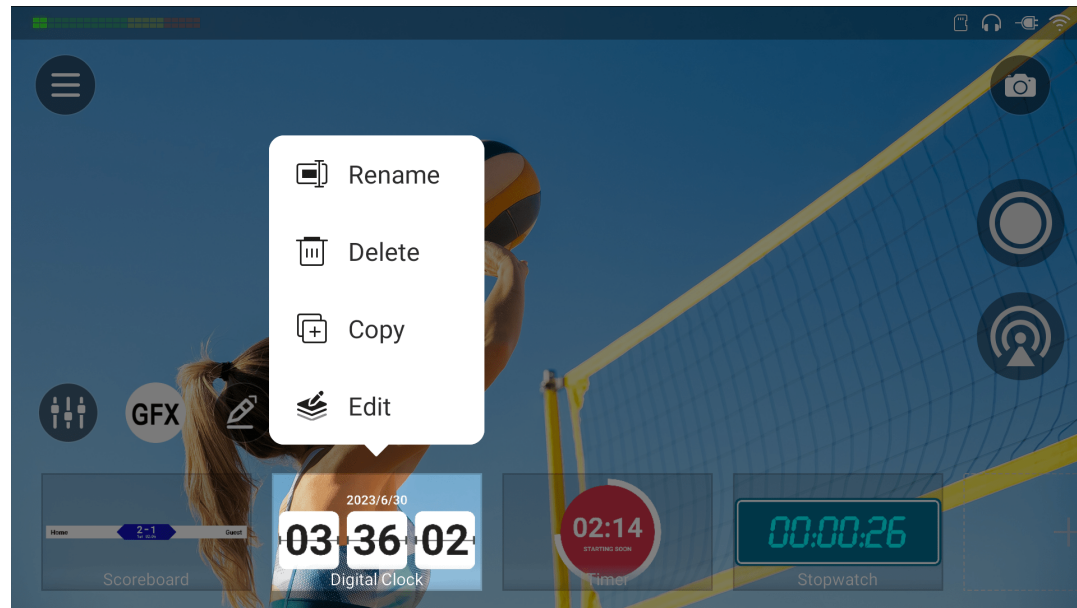 Rename
Delete
Copy
GFX
Edit
2023/6/30
03 36 02
Home
2-1
Guest
02:14
STARTING SOON
00:00:26
Scoreboard
Digital Clock
Timer
Stopwatch